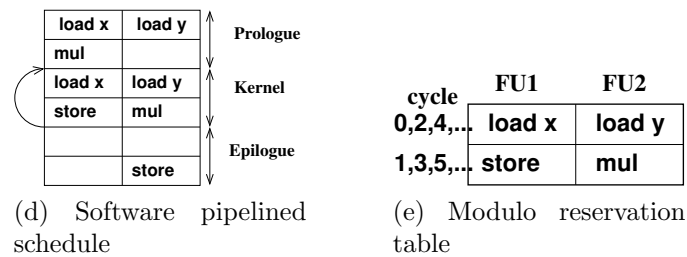 load x load y
mul
Prologue
load x load y
store mul
Kernel
store
Epilogue
(d) Software pipelined
schedule
cycle FU1 FU2
0,2,4,... load x load y
1,3,5,... store mul
(e) Modulo reservation
table